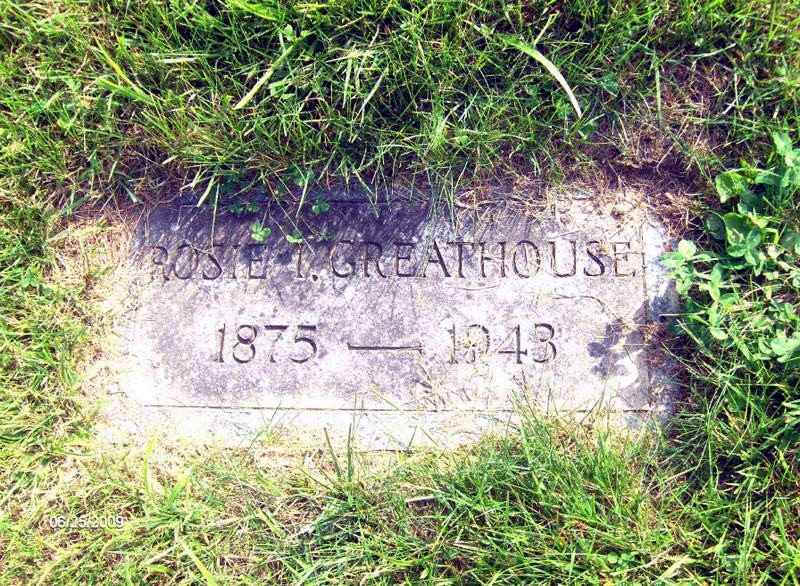 ROSIE I. GREATHOUSE
1875 — 1943
06/25/2009